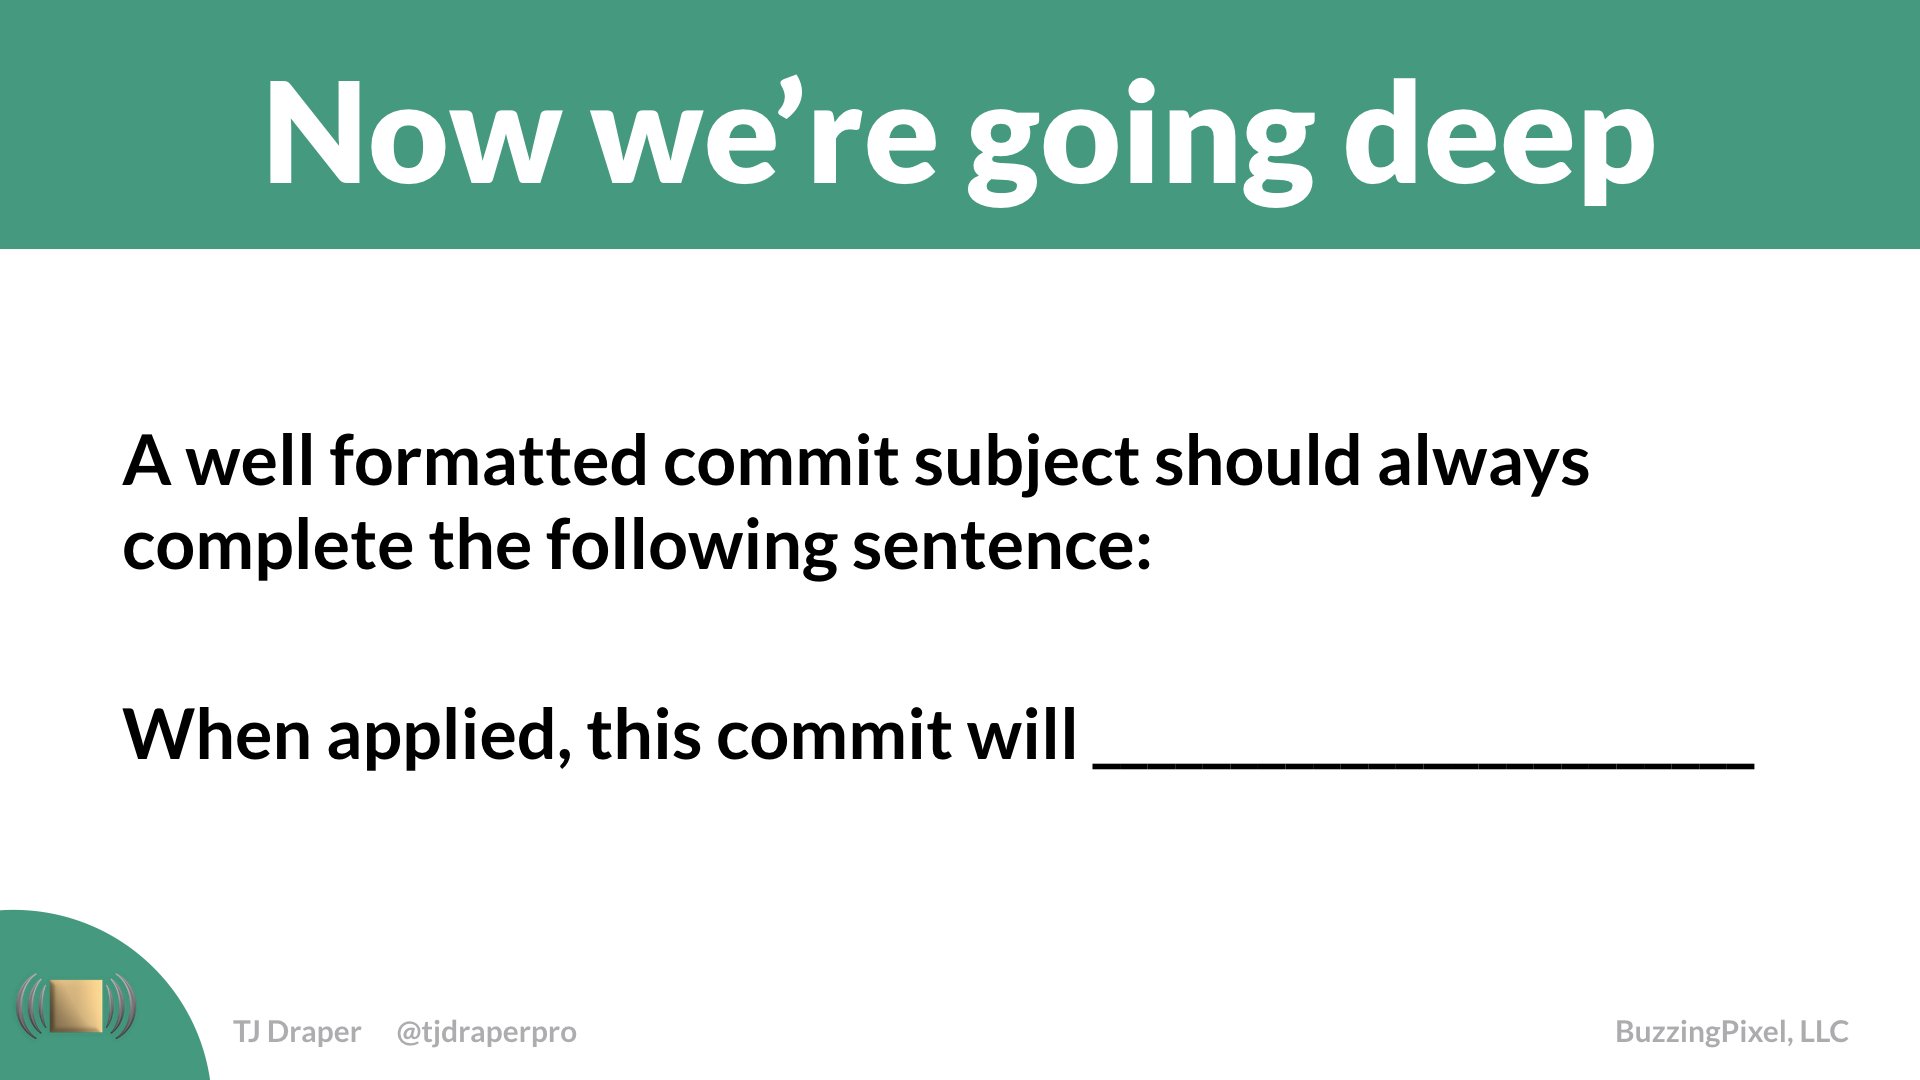 Now we’re going deep
A well formatted commit subject should always
complete the following sentence:
When applied, this commit will ________________________
TJ Draper @tjdraperpro
BuzzingPixel, LLC